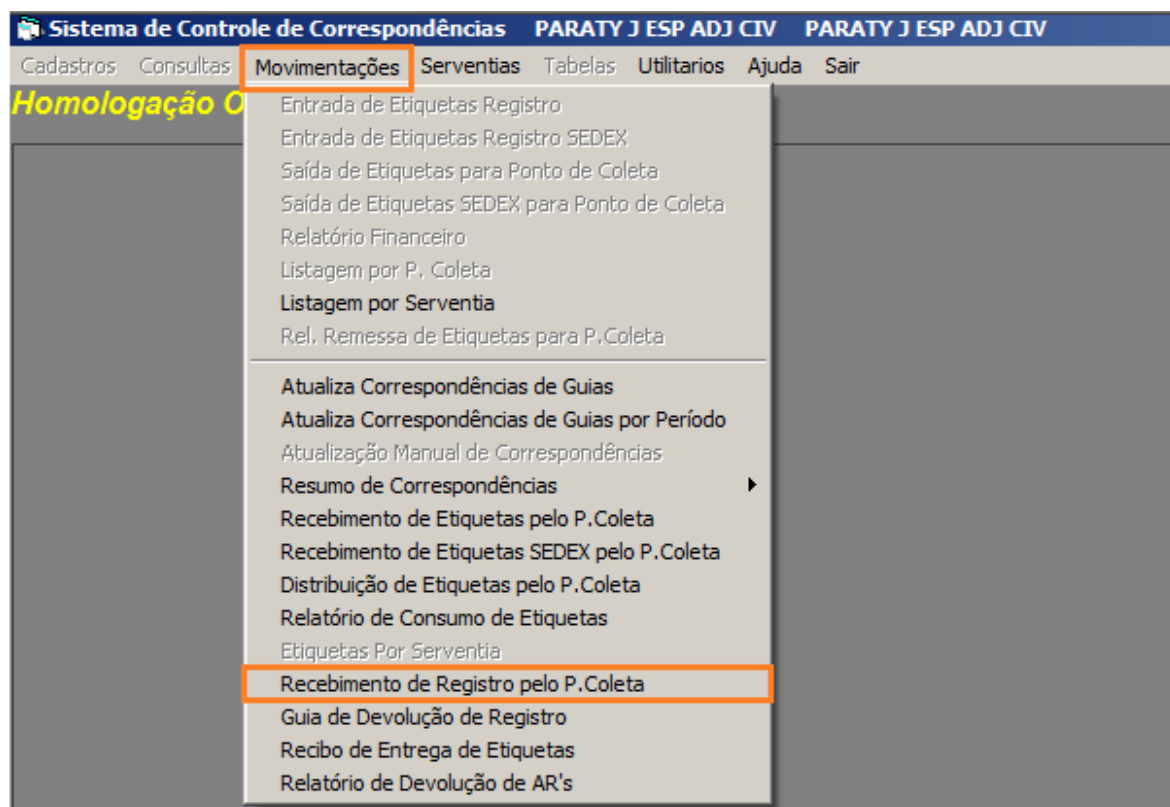 Sistema de Controle de Correspondências PARATY J ESP ADJ CIV PARATY J ESP ADJ CIV
Cadastros Consultas Movimentações Serventias Tabelas Utilitarios Ajuda Sair
Homologação O
Entrada de Etiquetas Registro
Entrada de Etiquetas Registro SEDEX
Saída de Etiquetas para Ponto de Coleta
Saída de Etiquetas SEDEX para Ponto de Coleta
Relatório Financeiro
Listagem por P. Coleta
Listagem por Serventia
Rel. Remessa de Etiquetas para P.Coleta
Atualiza Correspondências de Guias
Atualiza Correspondências de Guias por Período
Atualização Manual de Correspondências
Resumo de Correspondências
Recebimento de Etiquetas pelo P.Coleta
Recebimento de Etiquetas SEDEX pelo P.Coleta
Distribuição de Etiquetas pelo P.Coleta
Relatório de Consumo de Etiquetas
Etiquetas Por Serventia
Recebimento de Registro pelo P.Coleta
Guia de Devolução de Registro
Recibo de Entrega de Etiquetas
Relatório de Devolução de AR's